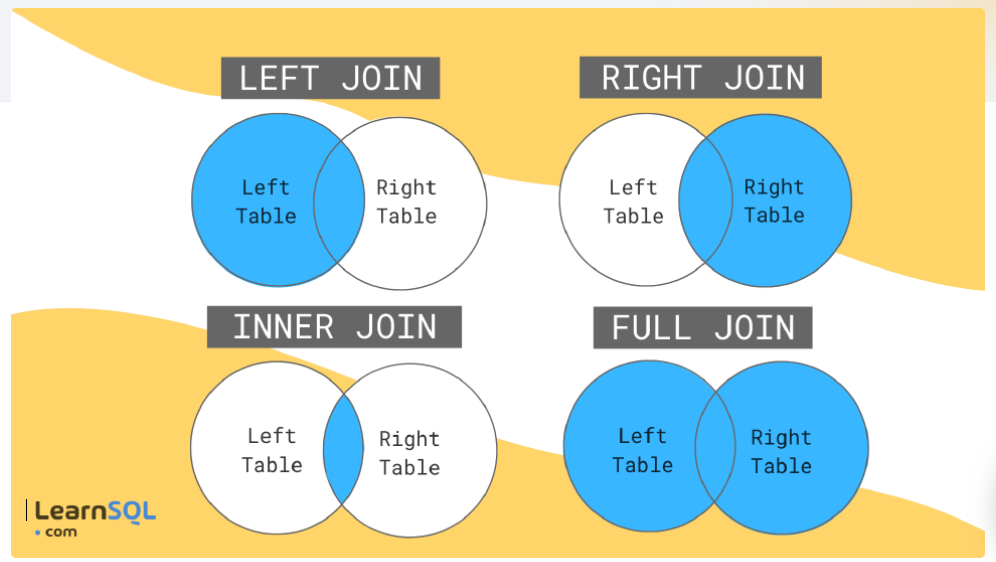 LEFT JOIN
Left
Table
Right
Table
RIGHT JOIN
Left
Table
Right
Table
INNER JOIN
Left
Table
Right
Table
FULL JOIN
Left
Table
Right
Table
LearnSQL
.com